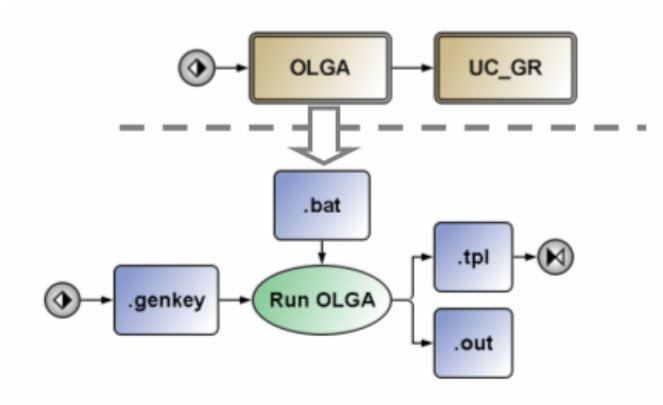 OLGA
UC_GR
.bat
.genkey
Run OLGA
.tpl
.out